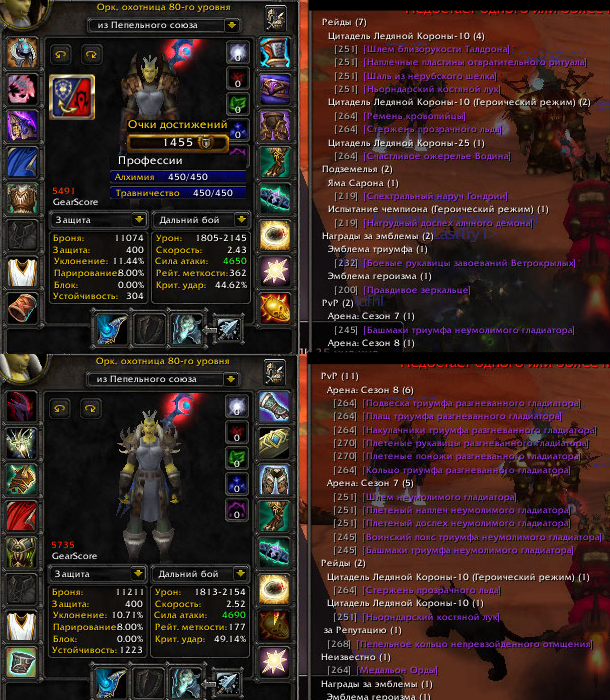 Орк, охотница 80-го уровня
из Пепельного союза
Очки достижений
1455
Профессии
Алхимия 450/450
Травничество 450/450
5491
GearScore
Защита
Дальний бой
Броня: 11074
Защита: 400
Уклонение: 11.44%
Парирование: 8.00%
Блок: 0.00%
Устойчивость: 304
Урон: 1805-2145
Скорость: 2.43
Сила атаки: 4650
Рейт. меткости: 362
Крит. удар: 44.62%
Рейды (7)
Цитадель Ледяной Короны-10 (4)
[251] [Шлем близорукости Талдрона]
[251] [Наплечные пластины отвратительного ритуала]
[251] [Шаль из нерубского шелка]
[251] [Ньорндарский костяной лук]
Цитадель Ледяной Короны-10 (Героический режим) (2)
[264] [Ремень кровопийцы]
[264] [Стержень прозрачного льда]
Цитадель Ледяной Короны-25 (1)
[264] [Счастливое ожерелье Водина]
Подземелья (2)
Яма Сарона (1)
[219] [Спектральный наруч Гондрии]
Испытание чемпиона (Героический режим) (1)
[219] [Нагрудный доспех личного демона]
Награды за эмблемы (2)
Эмблема триумфа (1)
[232] [Боевые рукавицы завоеваний Ветрокрылых]
Эмблема героизма (1)
[200] [Правдивое зеркальце]
PvP (2)
Арена: Сезон 7 (1)
[245] [Башмаки триумфа неумолимого гладиатора]
Арена: Сезон 8 (1)
Орк, охотница 80-го уровня
из Пепельного союза
5735
GearScore
Защита
Дальний бой
Броня: 11211
Защита: 400
Уклонение: 10.71%
Парирование: 8.00%
Блок: 0.00%
Устойчивость: 1223
Урон: 1813-2154
Скорость: 2.52
Сила атаки: 4690
Рейт. меткости: 177
Крит. удар: 49.14%
PvP (11)
Арена: Сезон 8 (6)
[264] [Подвеска триумфа разгневанного гладиатора]
[264] [Плащ триумфа разгневанного гладиатора]
[264] [Накулачники триумфа разгневанного гладиатора]
[270] [Плетеные рукавицы разгневанного гладиатора]
[270] [Плетеные поножи разгневанного гладиатора]
[264] [Кольцо триумфа разгневанного гладиатора]
Арена: Сезон 7 (5)
[251] [Шлем неумолимого гладиатора]
[251] [Плетеный наплеч неумолимого гладиатора]
[251] [Плетеный доспех неумолимого гладиатора]
[245] [Воинский пояс триумфа неумолимого гладиатора]
[245] [Башмаки триумфа неумолимого гладиатора]
Рейды (2)
Цитадель Ледяной Короны-10 (Героический режим) (1)
[264] [Стержень прозрачного льда]
Цитадель Ледяной Короны-10 (1)
[251] [Ньорндарский костяной лук]
за Репутацию (1)
[268] [Пепельное кольцо непревзойденного отмщения]
Неизвестно (1)
[264] [Медальон Орды]
Награды за эмблемы (1)
Эмблема героизма (1)